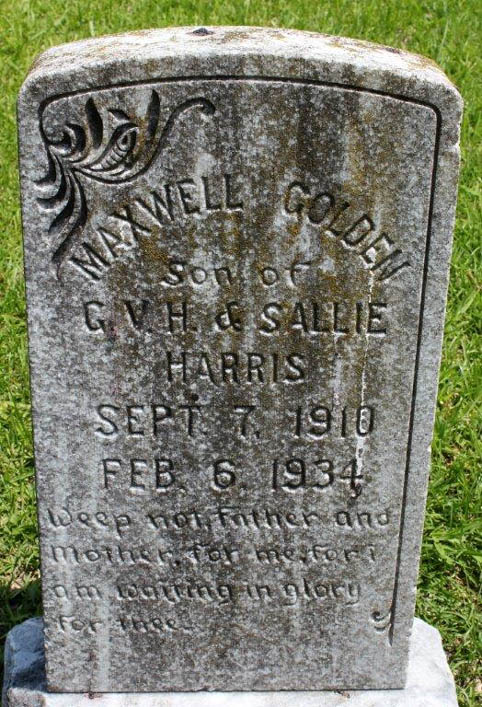 MAXWELL GOLDEN
Son of
G. V. H. & SALLIE
HARRIS
SEPT. 7, 1910
FEB. 6, 1934
Weep not, father and
Mother, for me, for i
am waiting in glory
for thee.